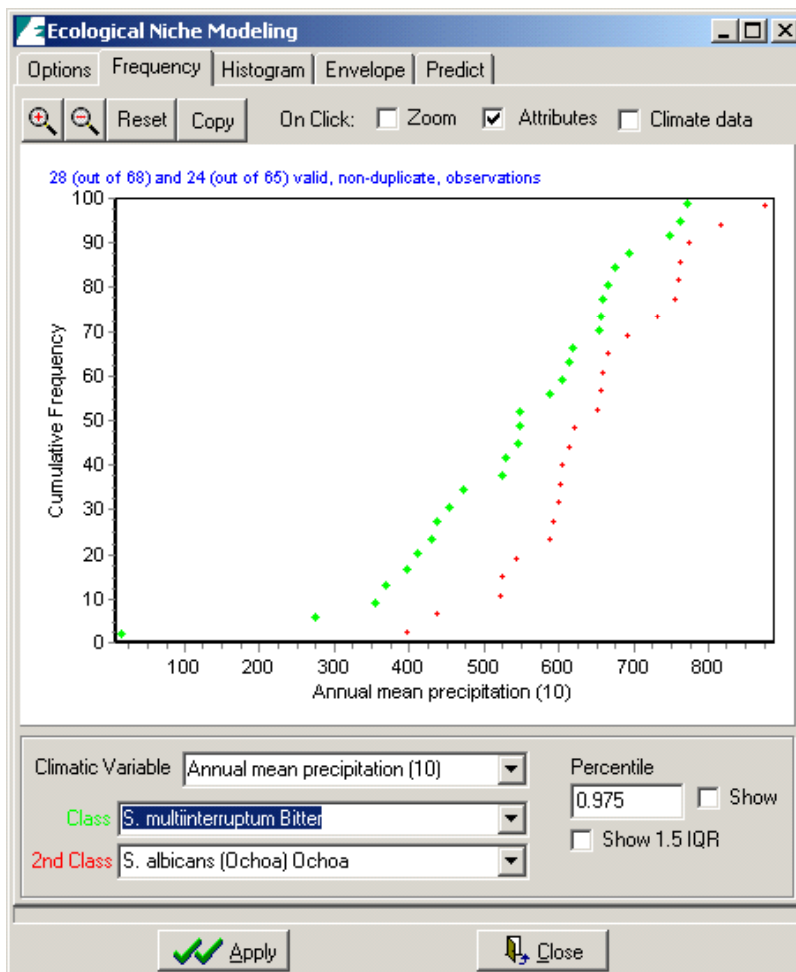 Ecological Niche Modeling
Options Frequency Histogram Envelope Predict
Reset Copy On Click: Zoom Attributes Climate data
28 (out of 68) and 24 (out of 65) valid, non-duplicate, observations
100
90
80
70
60
50
40
30
20
10
0
Cumulative Frequency
100 200 300 400 500 600 700 800
Annual mean precipitation (10)
Climatic Variable Annual mean precipitation (10) Percentile
0.975 Show
Class S. multiinterruptum Bitter
Show 1.5 IQR
2nd Class S. albicans (Ochoa) Ochoa
Apply Close